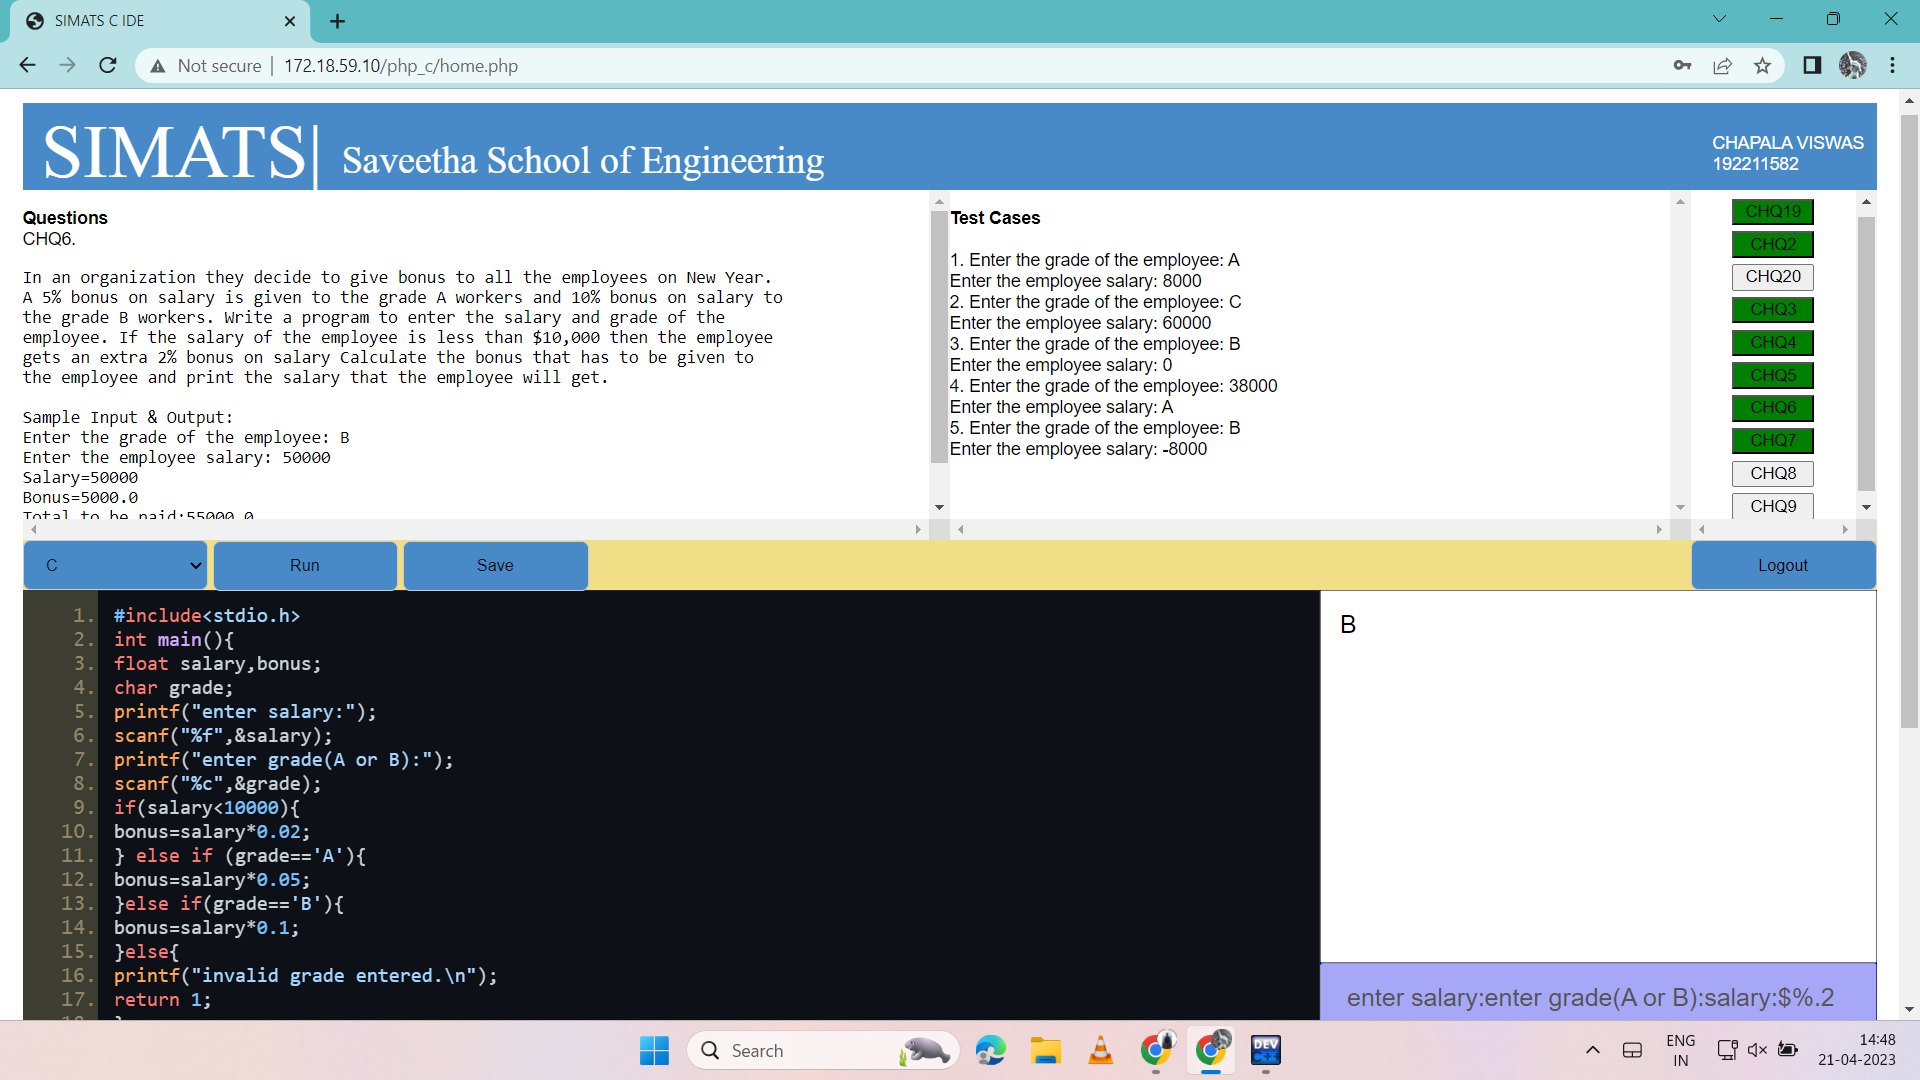 SIMATS C IDE
Not secure | 172.18.59.10/php_c/home.php
SIMATS| Saveetha School of Engineering
CHAPALA VISWAS
192211582
Questions
CHQ6.
In an organization they decide to give bonus to all the employees on New Year.
A 5% bonus on salary is given to the grade A workers and 10% bonus on salary to
the grade B workers. Write a program to enter the salary and grade of the
employee. If the salary of the employee is less than $10,000 then the employee
gets an extra 2% bonus on salary Calculate the bonus that has to be given to
the employee and print the salary that the employee will get.
Sample Input & Output:
Enter the grade of the employee: B
Enter the employee salary: 50000
Salary=50000
Bonus=5000.0
Total to be paid:55000.0
Test Cases
1. Enter the grade of the employee: A
Enter the employee salary: 8000
2. Enter the grade of the employee: C
Enter the employee salary: 60000
3. Enter the grade of the employee: B
Enter the employee salary: 0
4. Enter the grade of the employee: 38000
Enter the employee salary: A
5. Enter the grade of the employee: B
Enter the employee salary: -8000
CHQ19
CHQ2
CHQ20
CHQ3
CHQ4
CHQ5
CHQ6
CHQ7
CHQ8
CHQ9
C
Run
Save
Logout
1. #include<stdio.h>
2. int main(){
3. float salary,bonus;
4. char grade;
5. printf("enter salary:");
6. scanf("%f",&salary);
7. printf("enter grade(A or B):");
8. scanf("%c",&grade);
9. if(salary<10000){
10. bonus=salary*0.02;
11. } else if (grade=='A'){
12. bonus=salary*0.05;
13. }else if(grade=='B'){
14. bonus=salary*0.1;
15. }else{
16. printf("invalid grade entered.\n");
17. return 1;
18. }
B
enter salary:enter grade(A or B):salary:$%.2
Search
DEV C++
ENG
IN
14:48
21-04-2023